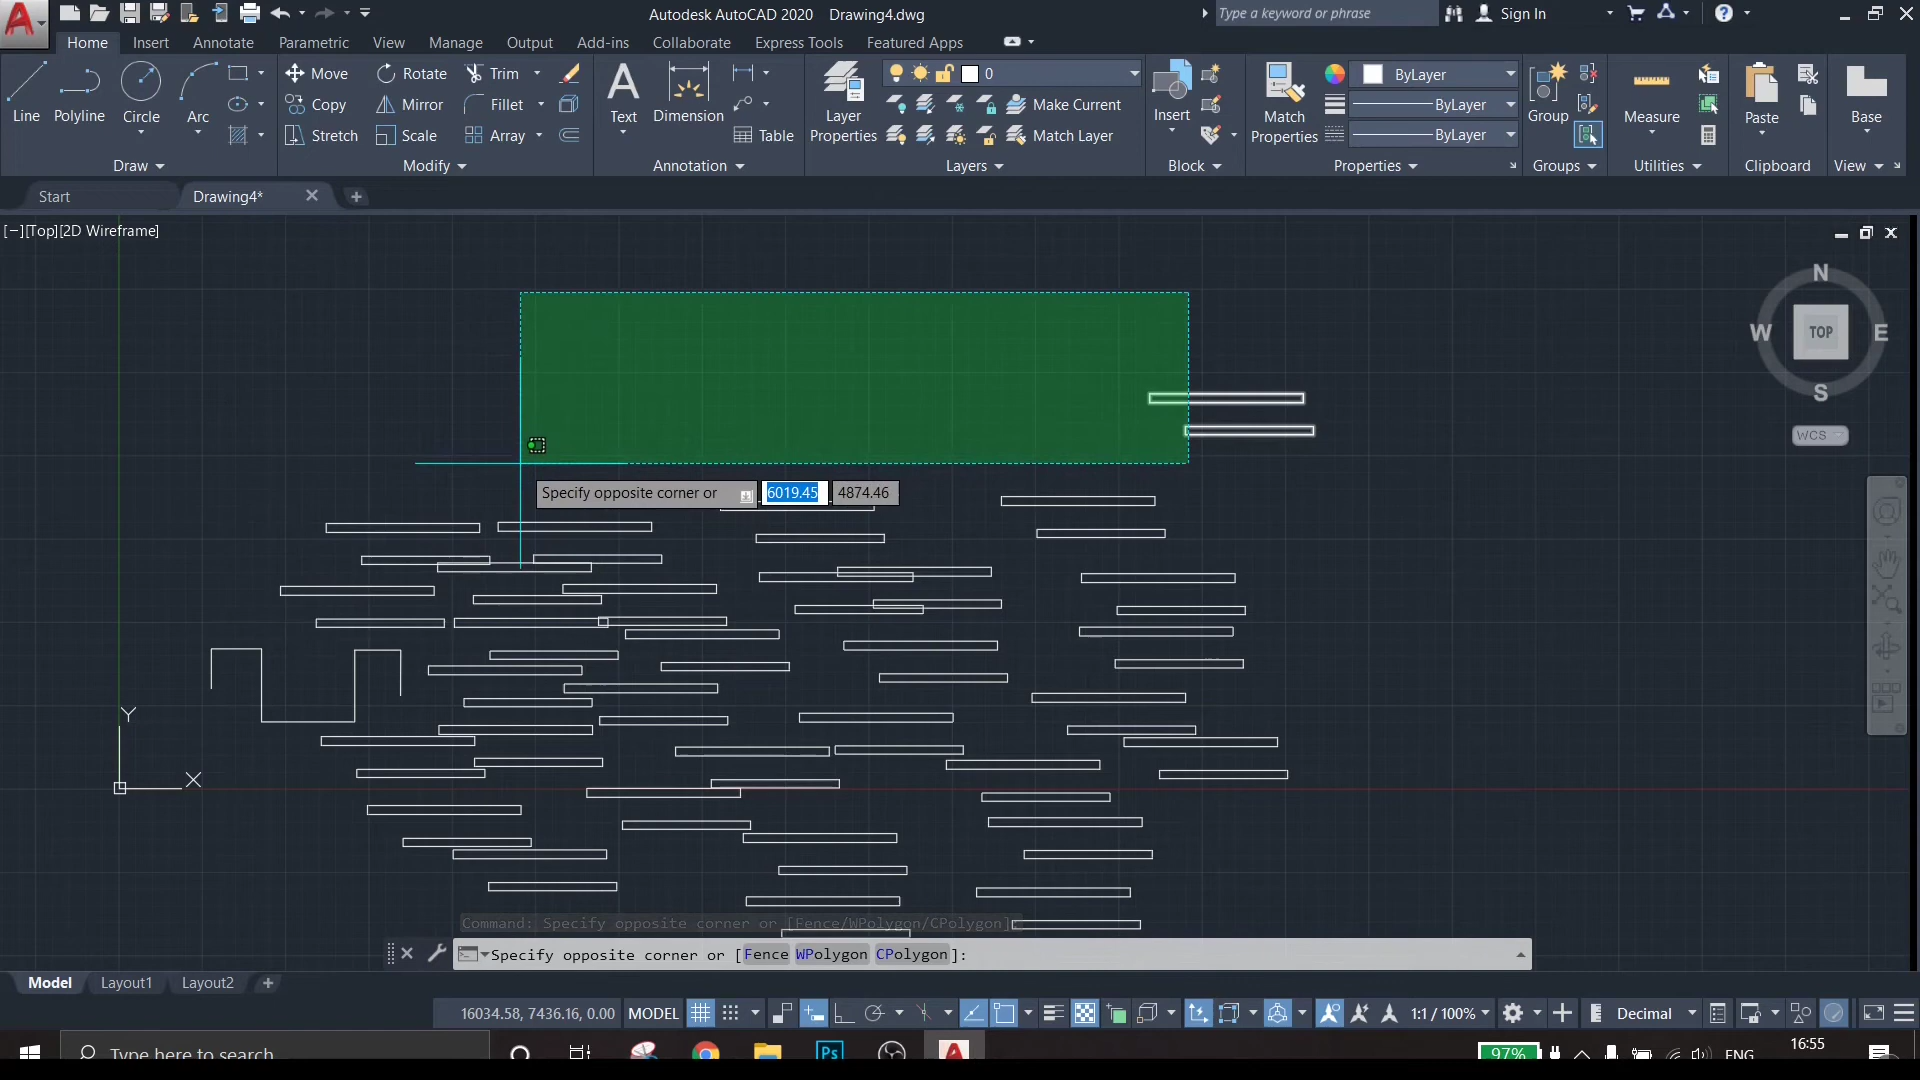 Autodesk AutoCAD 2020 Drawing4.dwg
Type a keyword or phrase
Sign In
Home Insert Annotate Parametric View Manage Output Add-ins Collaborate Express Tools Featured Apps
Line Polyline Circle Arc
Move Rotate Trim
Copy Mirror Fillet
Stretch Scale Array
Text Dimension Table
Layer Properties
0
Make Current
Match Layer
Insert
Match Properties
ByLayer
ByLayer
ByLayer
Group
Measure
Paste
Base
Draw Modify Annotation Layers Block Properties Groups Utilities Clipboard View
Start Drawing4*
[−][Top][2D Wireframe]
N
W TOP E
S
WCS
Specify opposite corner or 6019.45 4874.46
Y
X
Command: Specify opposite corner or [Fence/WPolygon/CPolygon]:
Specify opposite corner or [Fence WPolygon CPolygon]:
Model Layout1 Layout2
16034.58, 7436.16, 0.00 MODEL 1:1 / 100% Decimal
Type here to search
Ps
97%
ENG
16:55